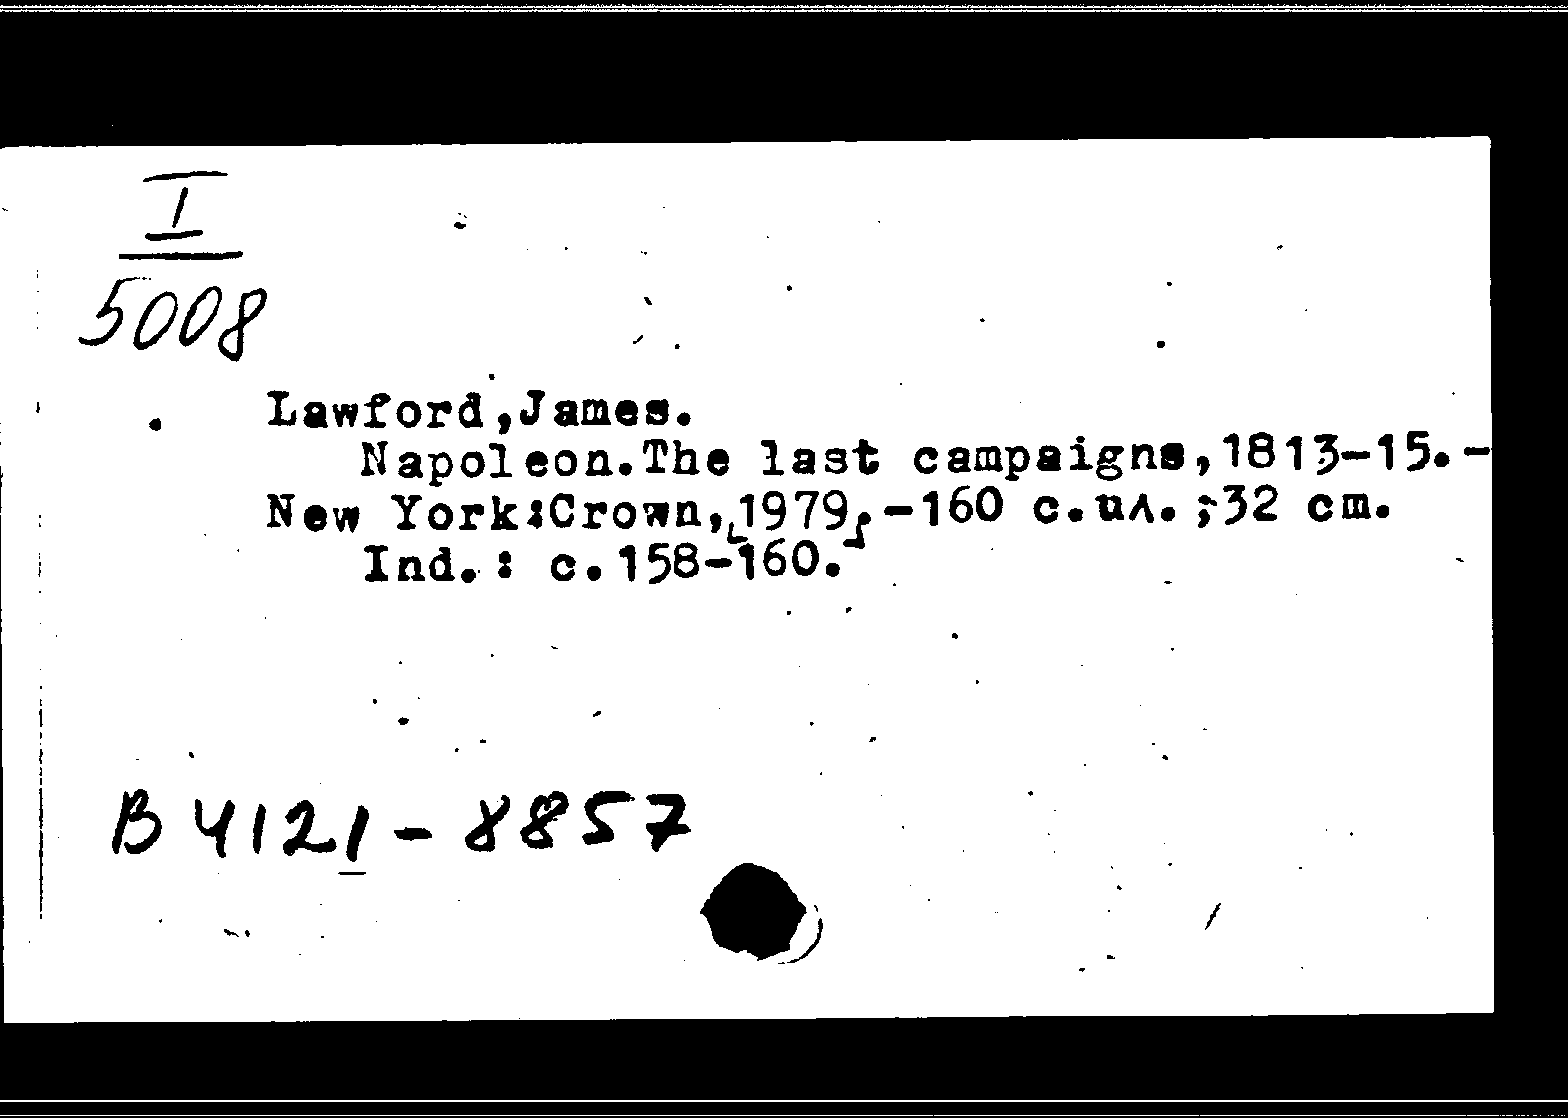 I
5008
Lawford,James.
Napoleon.The last campaigns,1813-15.-
New York:Crown,[1979].-160 c.ил.;32 cm.
Ind.: c.158-160.
B 4121-8857